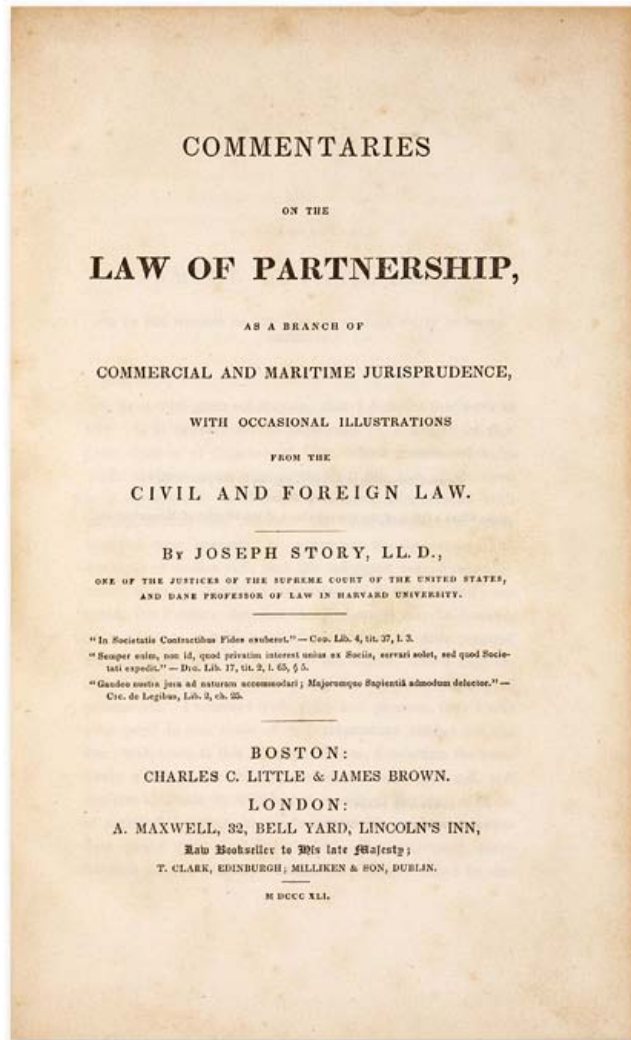 COMMENTARIES
ON THE
LAW OF PARTNERSHIP,
AS A BRANCH OF
COMMERCIAL AND MARITIME JURISPRUDENCE,
WITH OCCASIONAL ILLUSTRATIONS
FROM THE
CIVIL AND FOREIGN LAW.
By JOSEPH STORY, LL. D.,
ONE OF THE JUSTICES OF THE SUPREME COURT OF THE UNITED STATES,
AND DANE PROFESSOR OF LAW IN HARVARD UNIVERSITY.
"In Societatis Contractibus Fides exuberet." — Cod. Lib. 4, tit. 37, l. 3.
"Semper enim, non id, quod privatim interest unius ex Sociis, servari solet, sed quod Socie-
tati expedit." — Dig. Lib. 17, tit. 2, l. 65, § 5.
"Gaudeo nostra jura ad naturam accommodari; Majorumque Sapientiâ admodum delector." —
Cic. de Legibus, Lib. 2, ch. 25.
BOSTON:
CHARLES C. LITTLE & JAMES BROWN.
LONDON:
A. MAXWELL, 32, BELL YARD, LINCOLN'S INN,
Law Bookseller to His late Majesty;
T. CLARK, EDINBURGH; MILLIKEN & SON, DUBLIN.
M DCCC XLI.